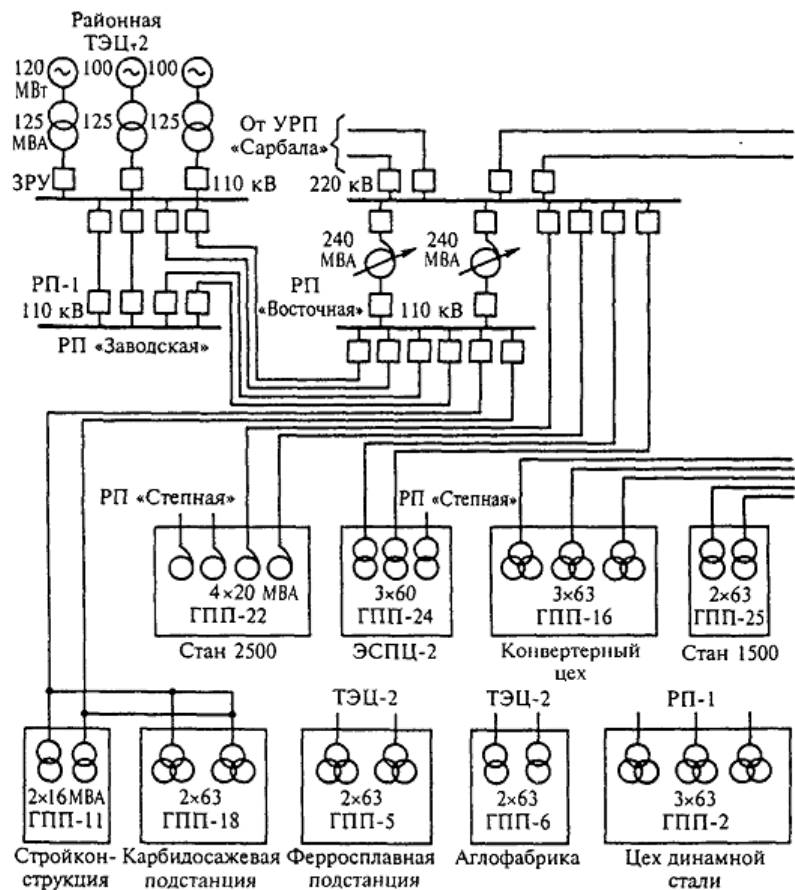 Районная
ТЭЦ-2
120 100 100
МВт
125 125 125
МВА
ЗРУ 110 кВ
От УРП
«Сарбала»
220 кВ
240
МВА
240
МВА
РП-1
110 кВ
РП «Заводская»
РП
«Восточная» 110 кВ
РП «Степная»
4×20 МВА
ГПП-22
Стан 2500
РП «Степная»
3×60
ГПП-24
ЭСПЦ-2
3×63
ГПП-16
Конвертерный
цех
2×63
ГПП-25
Стан 1500
2×16 МВА
ГПП-11
Стройкон-
струкция
2×63
ГПП-18
Карбидосажевая
подстанция
ТЭЦ-2
2×63
ГПП-5
Ферросплавная
подстанция
ТЭЦ-2
2×63
ГПП-6
Аглофабрика
РП-1
3×63
ГПП-2
Цех динамной
стали